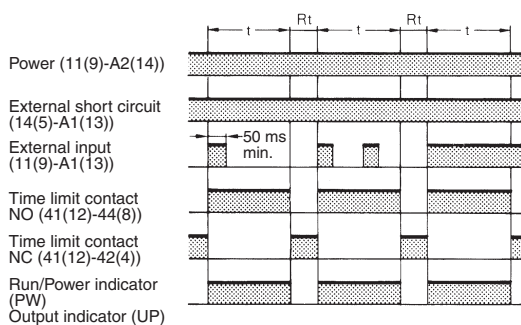 Rt Rt
t t t
Power (11(9)-A2(14))
External short circuit
(14(5)-A1(13))
External input
(11(9)-A1(13))
50 ms
min.
Time limit contact
NO (41(12)-44(8))
Time limit contact
NC (41(12)-42(4))
Run/Power indicator
(PW)
Output indicator (UP)